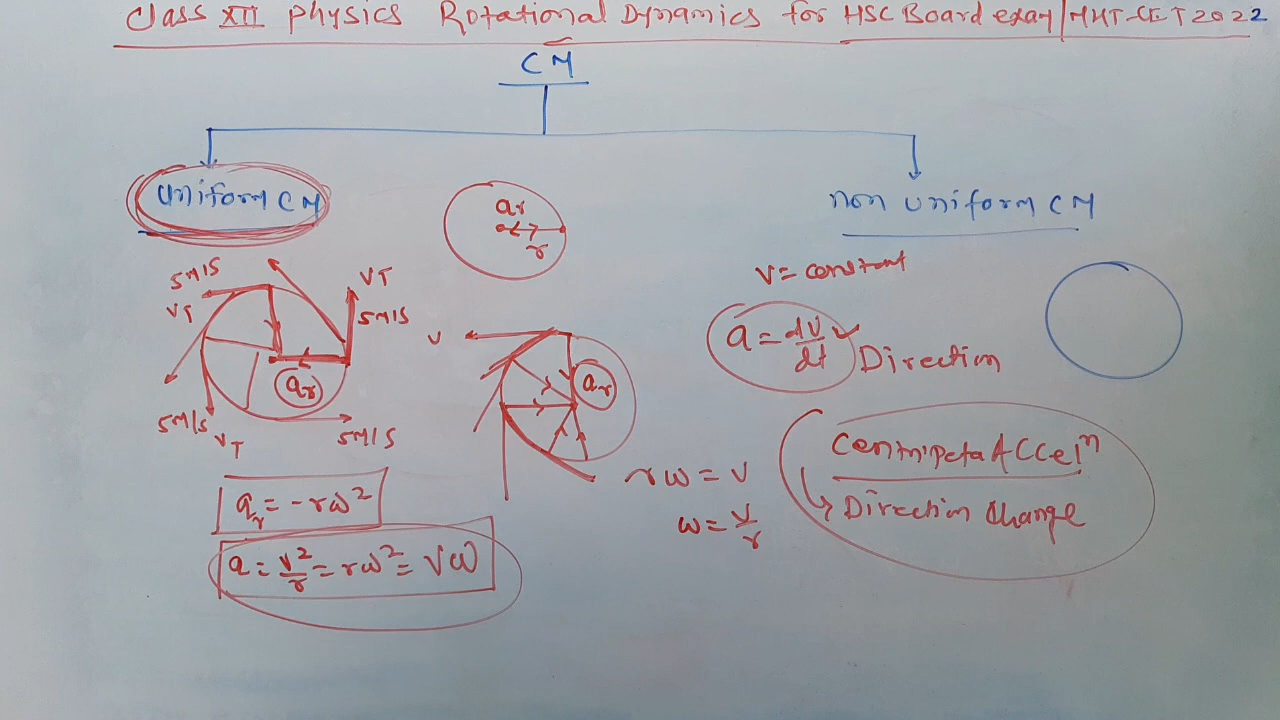 Class XII Physics Rotational Dynamics for HSC Board exam/MHT-CET 2022
CM
Uniform CM
non uniform CM
ar
r
5M/S
VT
VT
5M/S
5M/S
VT
5M/S
ar
V
ar
V = constant
a = dV/dt
Direction
Centripetal Acceln
Direction Change
rω = V
ω = V/r
ar = -rω²
a = V²/r = rω² = Vω